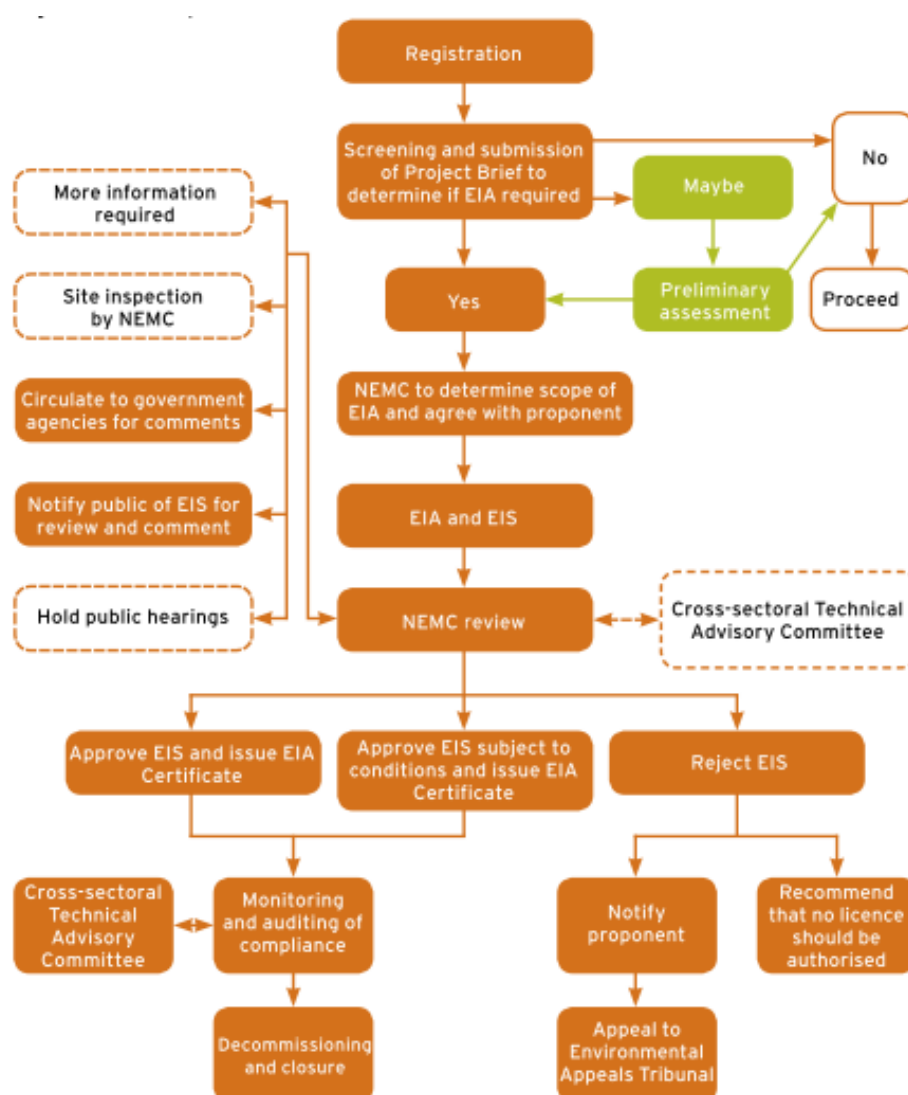 Registration
Screening and submission
of Project Brief to
determine if EIA required
No
Maybe
More information
required
Site inspection
by NEMC
Yes
Preliminary
assessment
Proceed
Circulate to government
agencies for comments
NEMC to determine scope of
EIA and agree with proponent
Notify public of EIS for
review and comment
EIA and EIS
Hold public hearings
NEMC review
Cross-sectoral Technical
Advisory Committee
Approve EIS and issue EIA
Certificate
Approve EIS subject to
conditions and issue EIA
Certificate
Reject EIS
Cross-sectoral
Technical
Advisory
Committee
Monitoring
and auditing of
compliance
Notify
proponent
Recommend
that no licence
should be
authorised
Decommissioning
and closure
Appeal to
Environmental
Appeals Tribunal